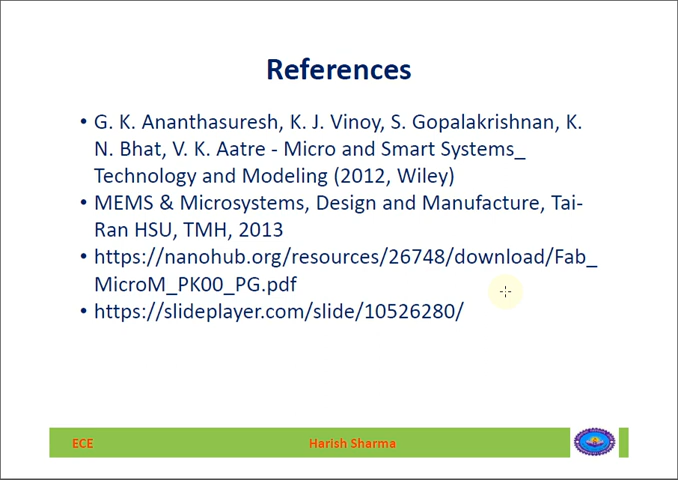 References
• G. K. Ananthasuresh, K. J. Vinoy, S. Gopalakrishnan, K.
N. Bhat, V. K. Aatre - Micro and Smart Systems_
Technology and Modeling (2012, Wiley)
• MEMS & Microsystems, Design and Manufacture, Tai-
Ran HSU, TMH, 2013
• https://nanohub.org/resources/26748/download/Fab_
MicroM_PK00_PG.pdf
• https://slideplayer.com/slide/10526280/
ECE Harish Sharma